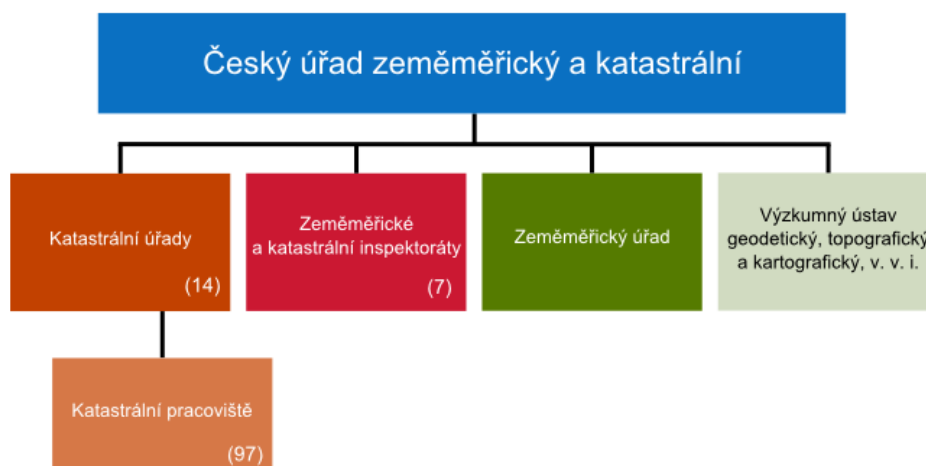 Český úřad zeměměřický a katastrální
Katastrální úřady
(14)
Zeměměřické
a katastrální inspektoráty
(7)
Zeměměřický úřad
Výzkumný ústav
geodetický, topografický
a kartografický, v. v. i.
Katastrální pracoviště
(97)